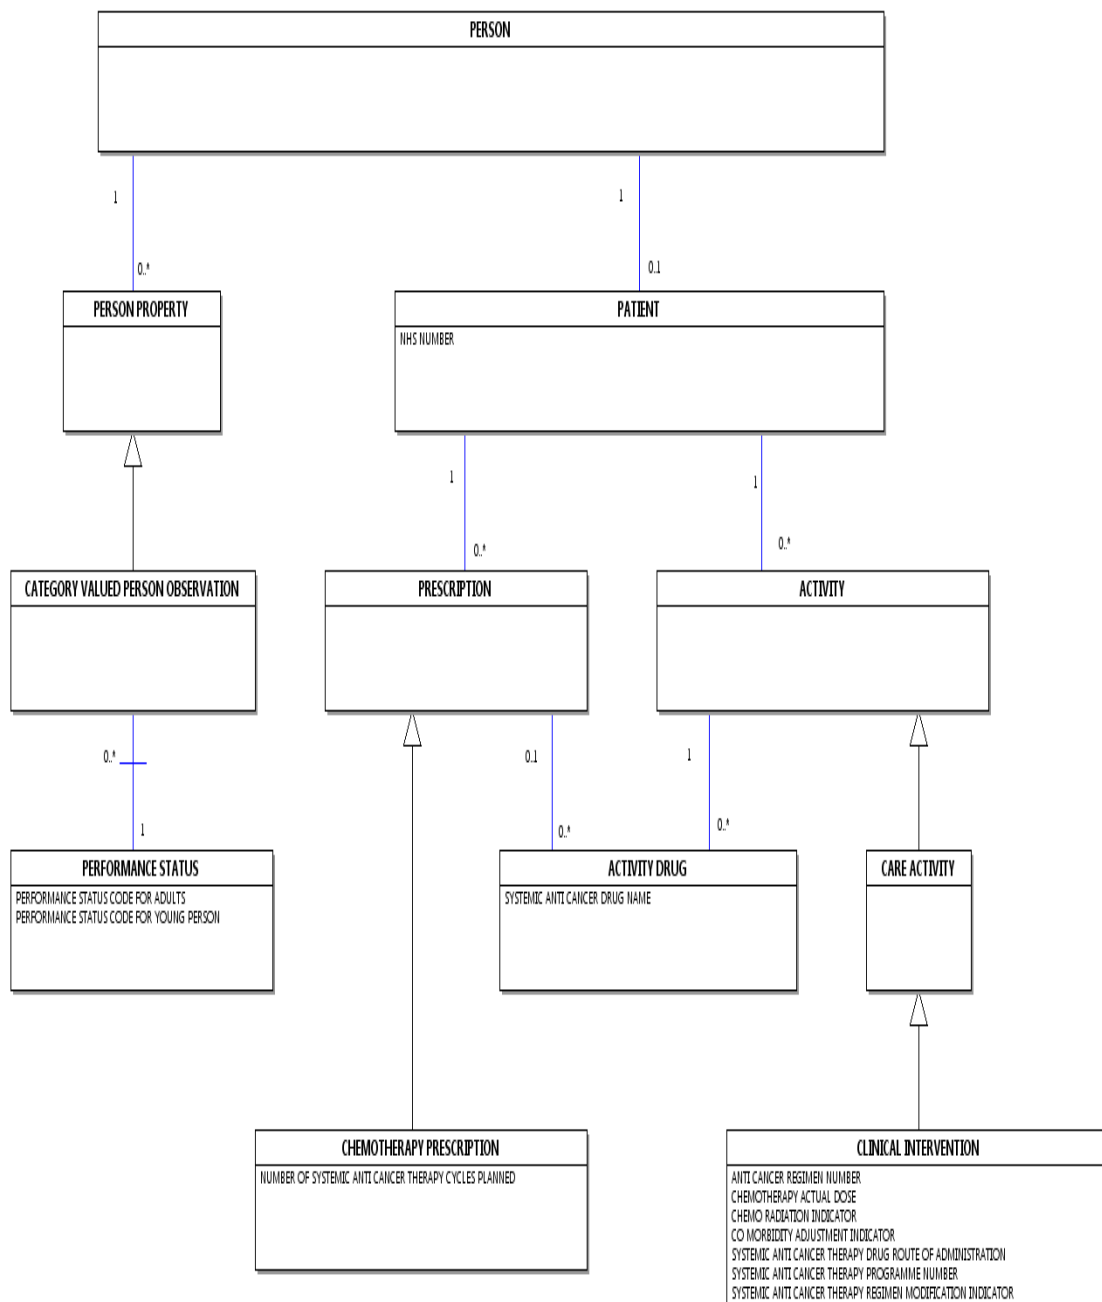 PERSON
1
1
0..*
0..1
PERSON PROPERTY
PATIENT
NHS NUMBER
1
1
0..*
0..*
CATEGORY VALUED PERSON OBSERVATION
PRESCRIPTION
ACTIVITY
0..*
0..1
1
1
0..*
0..*
PERFORMANCE STATUS
PERFORMANCE STATUS CODE FOR ADULTS
PERFORMANCE STATUS CODE FOR YOUNG PERSON
ACTIVITY DRUG
SYSTEMIC ANTI CANCER DRUG NAME
CARE ACTIVITY
CHEMOTHERAPY PRESCRIPTION
NUMBER OF SYSTEMIC ANTI CANCER THERAPY CYCLES PLANNED
CLINICAL INTERVENTION
ANTI CANCER REGIMEN NUMBER
CHEMOTHERAPY ACTUAL DOSE
CHEMO RADIATION INDICATOR
CO MORBIDITY ADJUSTMENT INDICATOR
SYSTEMIC ANTI CANCER THERAPY DRUG ROUTE OF ADMINISTRATION
SYSTEMIC ANTI CANCER THERAPY PROGRAMME NUMBER
SYSTEMIC ANTI CANCER THERAPY REGIMEN MODIFICATION INDICATOR